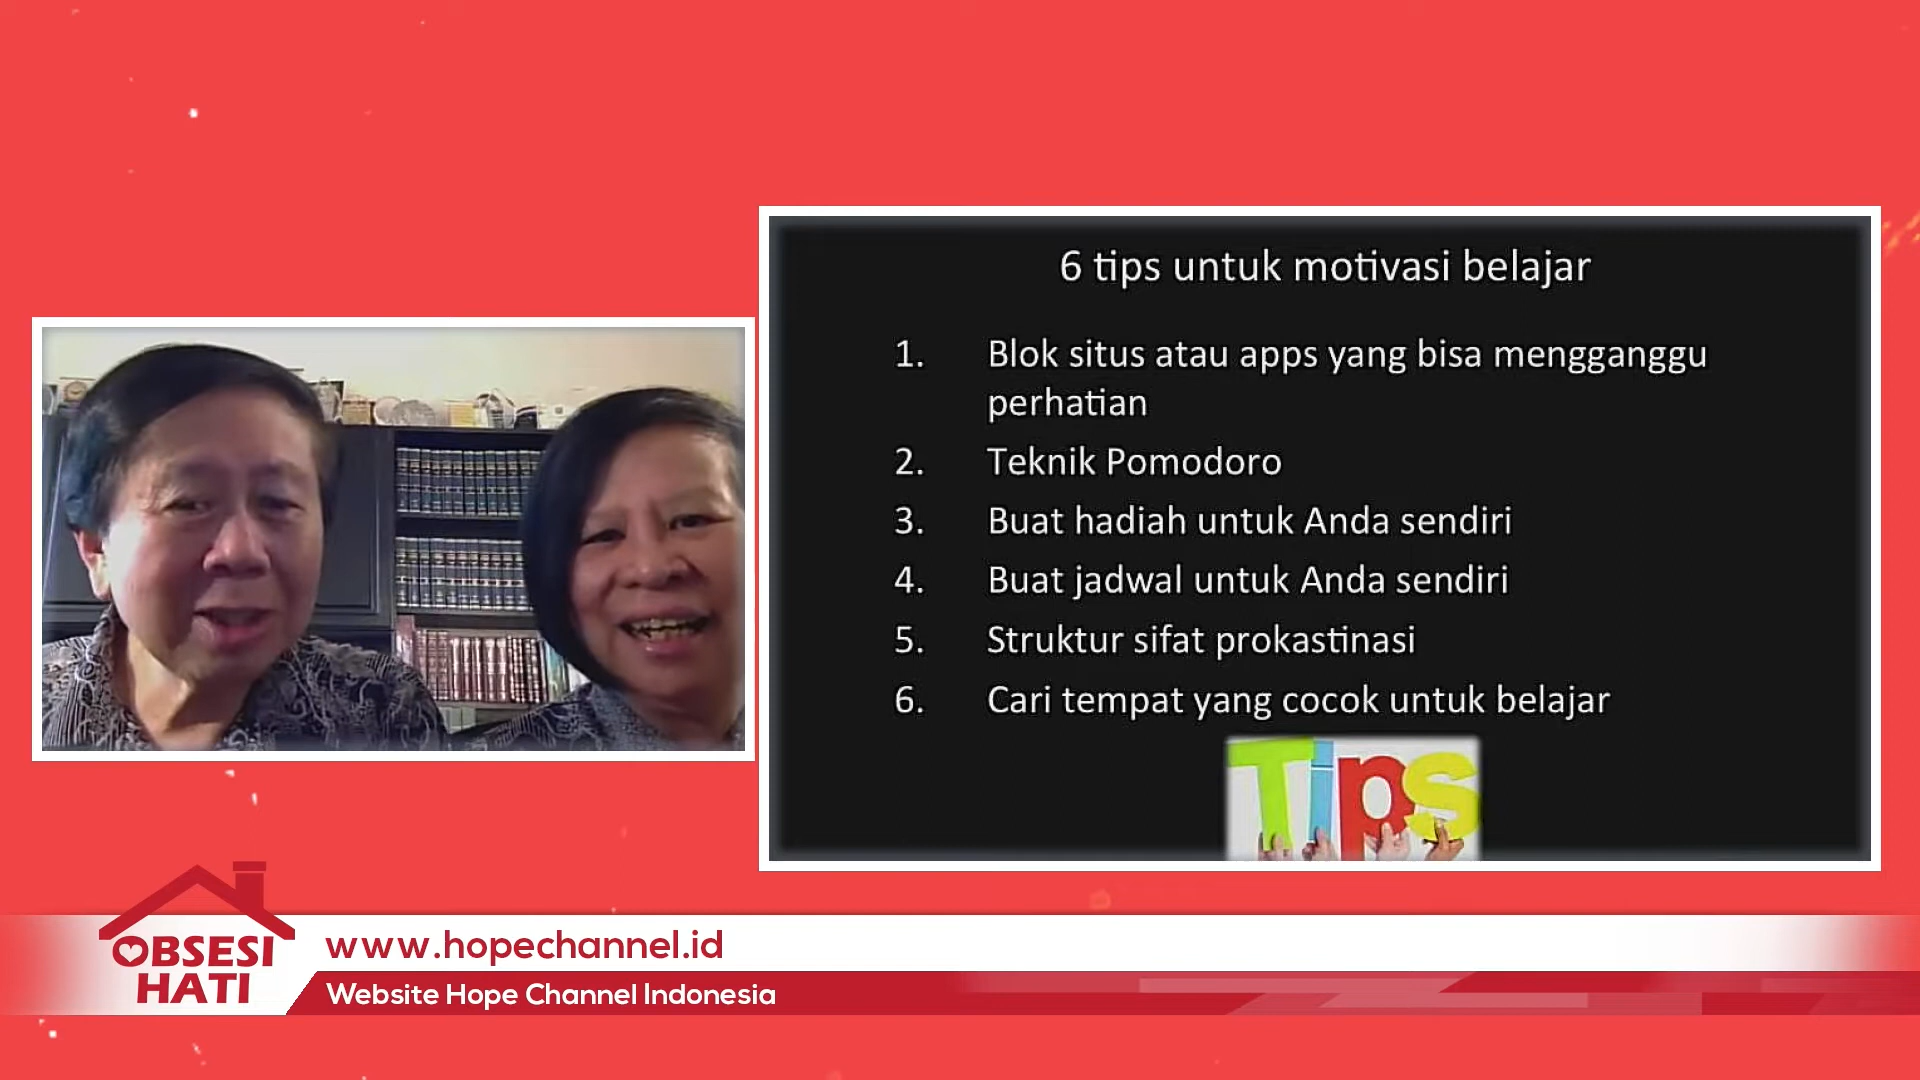 6 tips untuk motivasi belajar
1. Blok situs atau apps yang bisa mengganggu
perhatian
2. Teknik Pomodoro
3. Buat hadiah untuk Anda sendiri
4. Buat jadwal untuk Anda sendiri
5. Struktur sifat prokastinasi
6. Cari tempat yang cocok untuk belajar
Tips
OBSESI
HATI
www.hopechannel.id
Website Hope Channel Indonesia